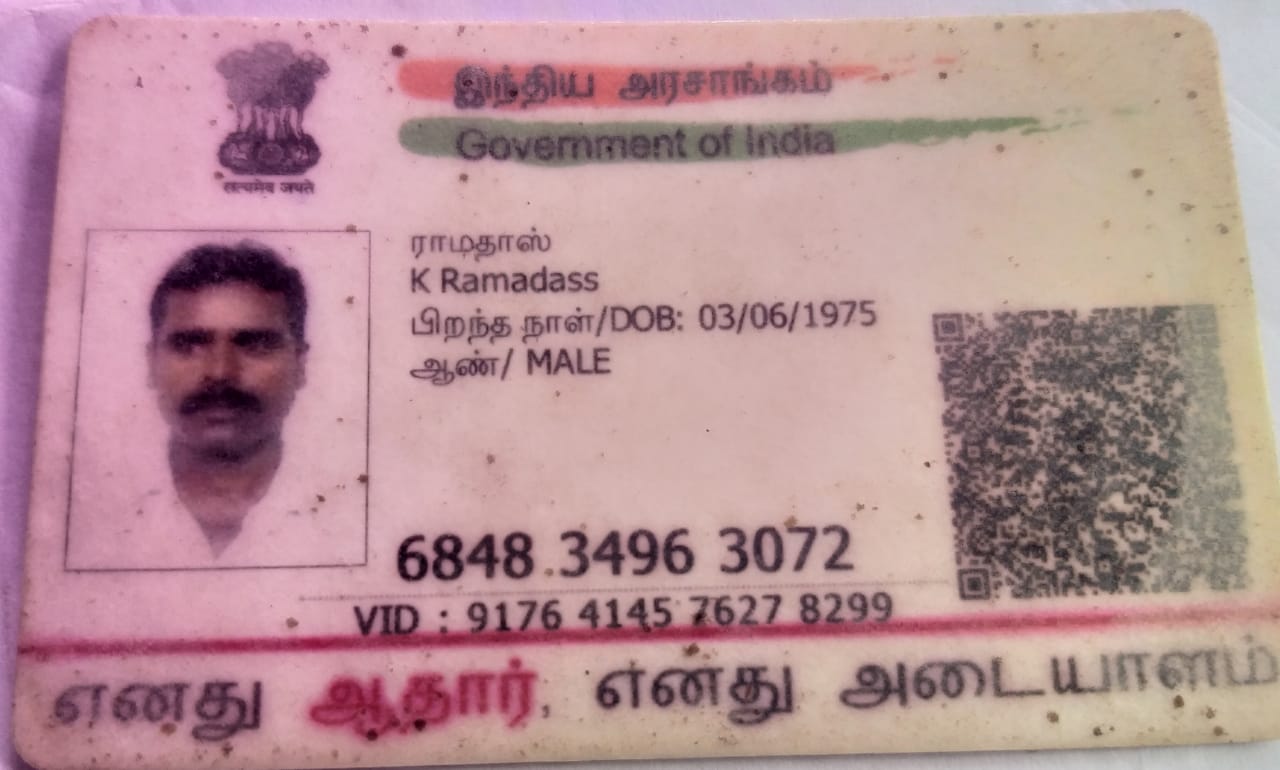 இந்திய அரசாங்கம்
Government of India
सत्यमेव जयते
ராமதாஸ்
K Ramadass
பிறந்த நாள்/DOB: 03/06/1975
ஆண்/ MALE
6848 3496 3072
VID : 9176 4145 7627 8299
எனது ஆதார், எனது அடையாளம்